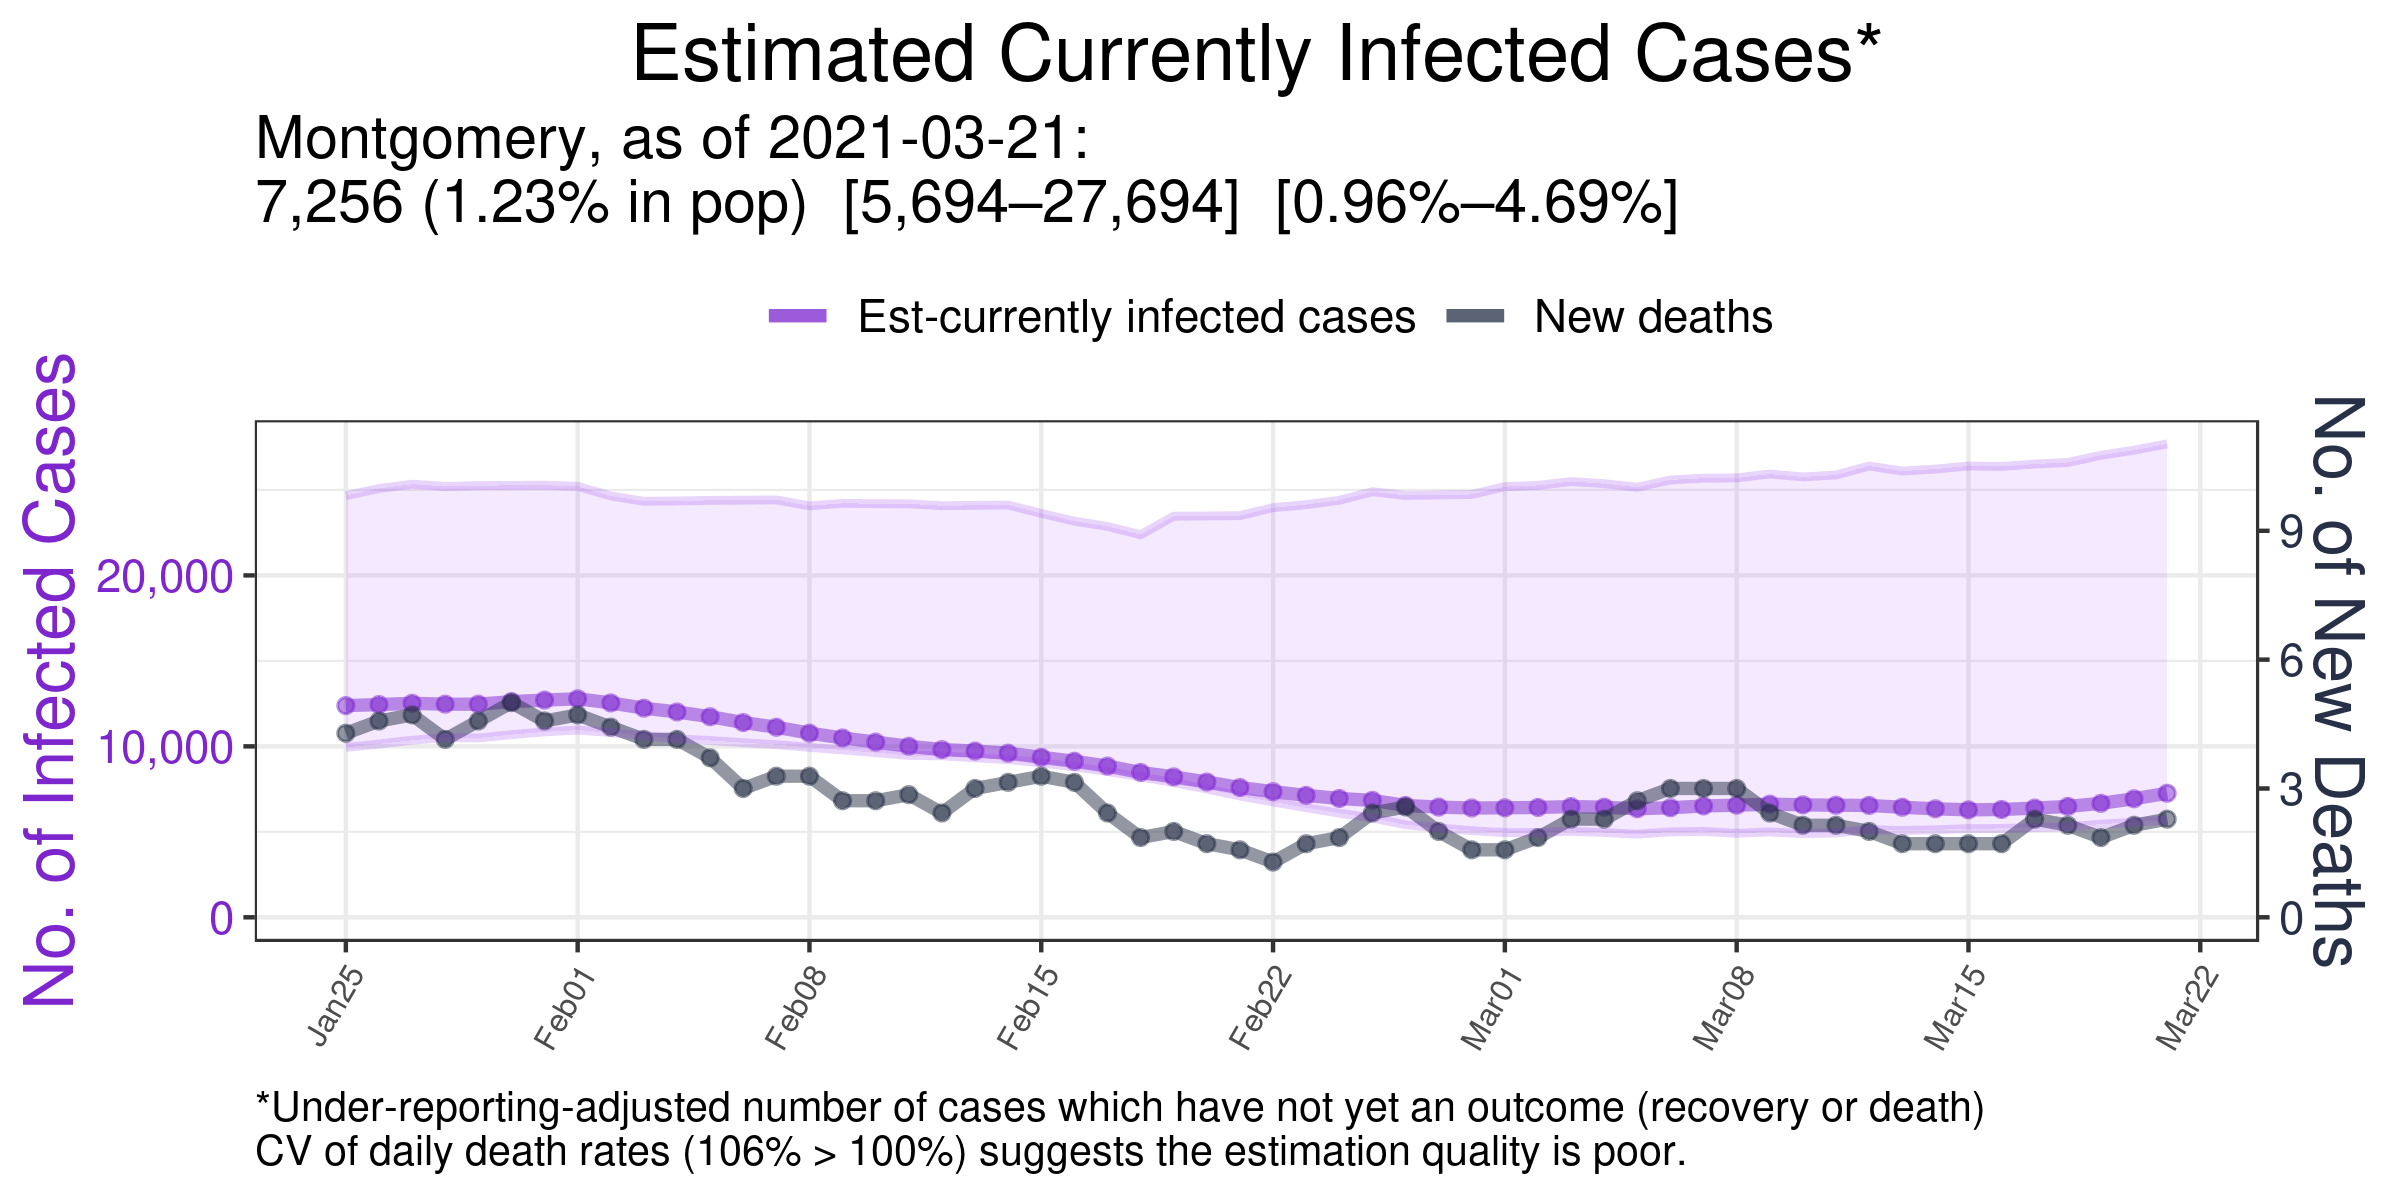 Estimated Currently Infected Cases*
Montgomery, as of 2021-03-21:
7,256 (1.23% in pop)  [5,694–27,694]  [0.96%–4.69%]
Est-currently infected cases
New deaths
No. of Infected Cases
20,000
10,000
0
No. of New Deaths
9
6
3
0
Jan25
Feb01
Feb08
Feb15
Feb22
Mar01
Mar08
Mar15
Mar22
*Under-reporting-adjusted number of cases which have not yet an outcome (recovery or death)
CV of daily death rates (106% > 100%) suggests the estimation quality is poor.